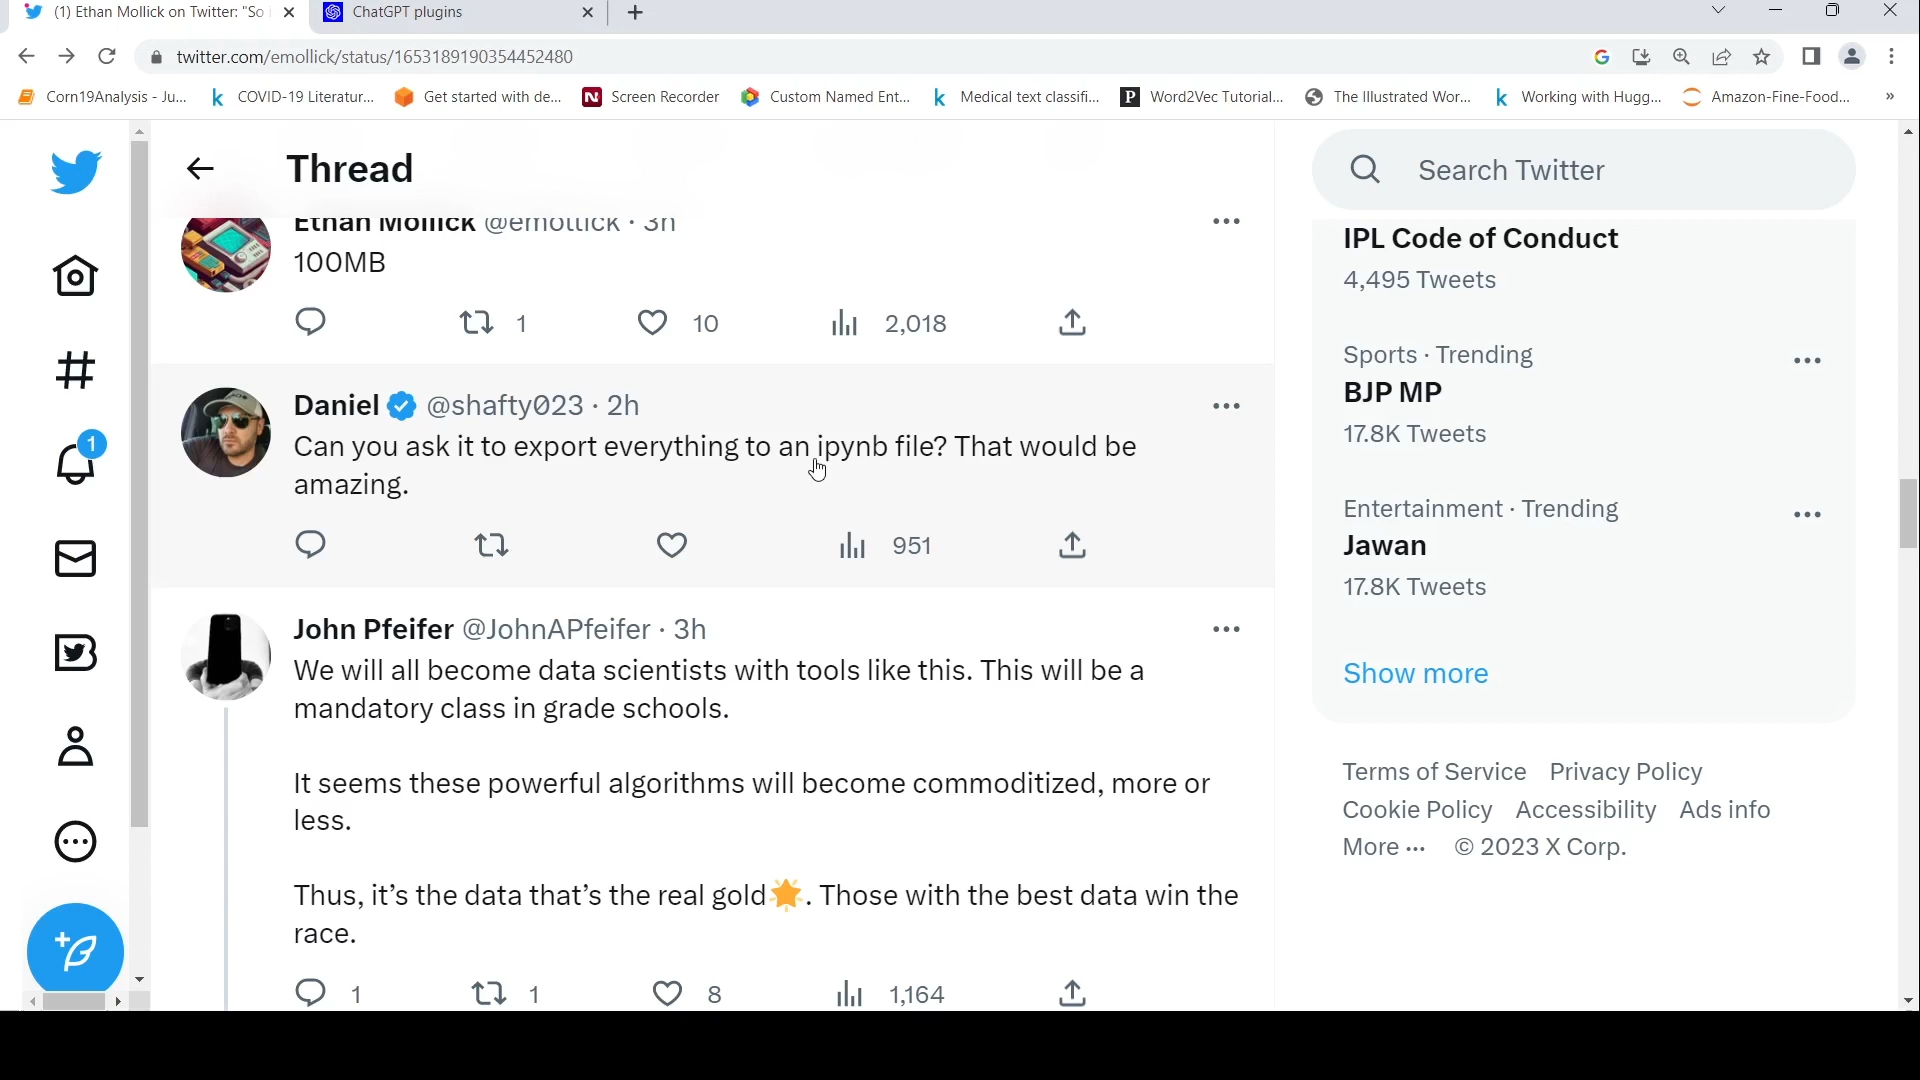 (1) Ethan Mollick on Twitter: "So i
ChatGPT plugins
twitter.com/emollick/status/1653189190354452480
Corn19Analysis - Ju...
COVID-19 Literatur...
Get started with de...
Screen Recorder
Custom Named Ent...
Medical text classifi...
Word2Vec Tutorial...
The Illustrated Wor...
Working with Hugg...
Amazon-Fine-Food...
»
1
Thread
Ethan Mollick @emollick · 3h
100MB
1 10 2,018
Daniel @shafty023 · 2h
Can you ask it to export everything to an ipynb file? That would be
amazing.
951
John Pfeifer @JohnAPfeifer · 3h
We will all become data scientists with tools like this. This will be a
mandatory class in grade schools.
It seems these powerful algorithms will become commoditized, more or
less.
Thus, it's the data that's the real gold🌟. Those with the best data win the
race.
1 1 8 1,164
Search Twitter
IPL Code of Conduct
4,495 Tweets
Sports · Trending
BJP MP
17.8K Tweets
Entertainment · Trending
Jawan
17.8K Tweets
Show more
Terms of Service Privacy Policy
Cookie Policy Accessibility Ads info
More ··· © 2023 X Corp.